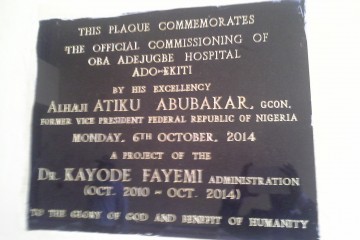 THIS PLAQUE COMMEMORATES
THE OFFICIAL COMMISSIONING OF
OBA ADEJUGBE HOSPITAL
ADO-EKITI
BY HIS EXCELLENCY
ALHAJI ATIKU ABUBAKAR, GCON,
FORMER VICE PRESIDENT FEDERAL REPUBLIC OF NIGERIA
MONDAY, 6TH OCTOBER, 2014
A PROJECT OF THE
DR. KAYODE FAYEMI ADMINISTRATION
(OCT. 2010 ~ OCT. 2014)
TO THE GLORY OF GOD AND BENEFIT OF HUMANITY